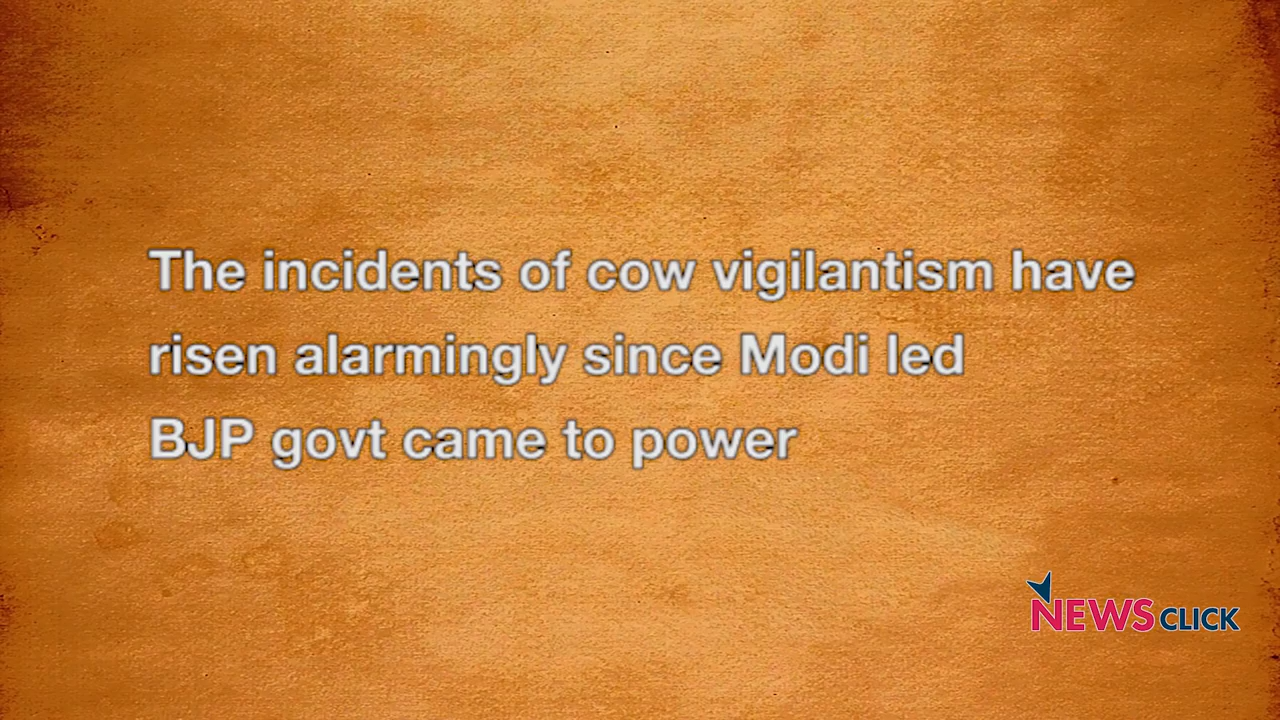 The incidents of cow vigilantism have
risen alarmingly since Modi led
BJP govt came to power
NEWSCLICK